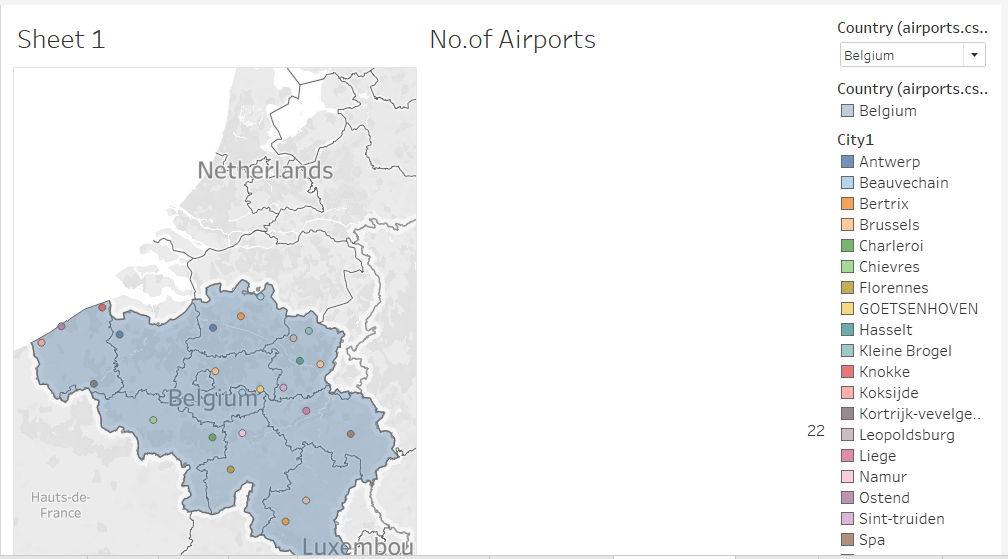 Sheet 1
No.of Airports
Netherlands
Belgium
Hauts-de-
France
Luxembou
22
Country (airports.cs..
Belgium
Country (airports.cs..
Belgium
City1
Antwerp
Beauvechain
Bertrix
Brussels
Charleroi
Chievres
Florennes
GOETSENHOVEN
Hasselt
Kleine Brogel
Knokke
Koksijde
Kortrijk-vevelge..
Leopoldsburg
Liege
Namur
Ostend
Sint-truiden
Spa